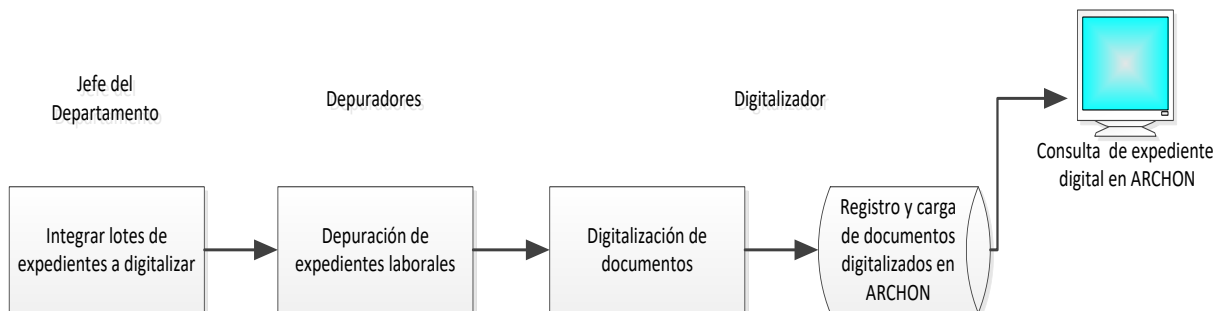 Jefe del
Departamento
Depuradores
Digitalizador
Consulta de expediente
digital en ARCHON
Integrar lotes de
expedientes a digitalizar
Depuración de
expedientes laborales
Digitalización de
documentos
Registro y carga
de documentos
digitalizados en
ARCHON